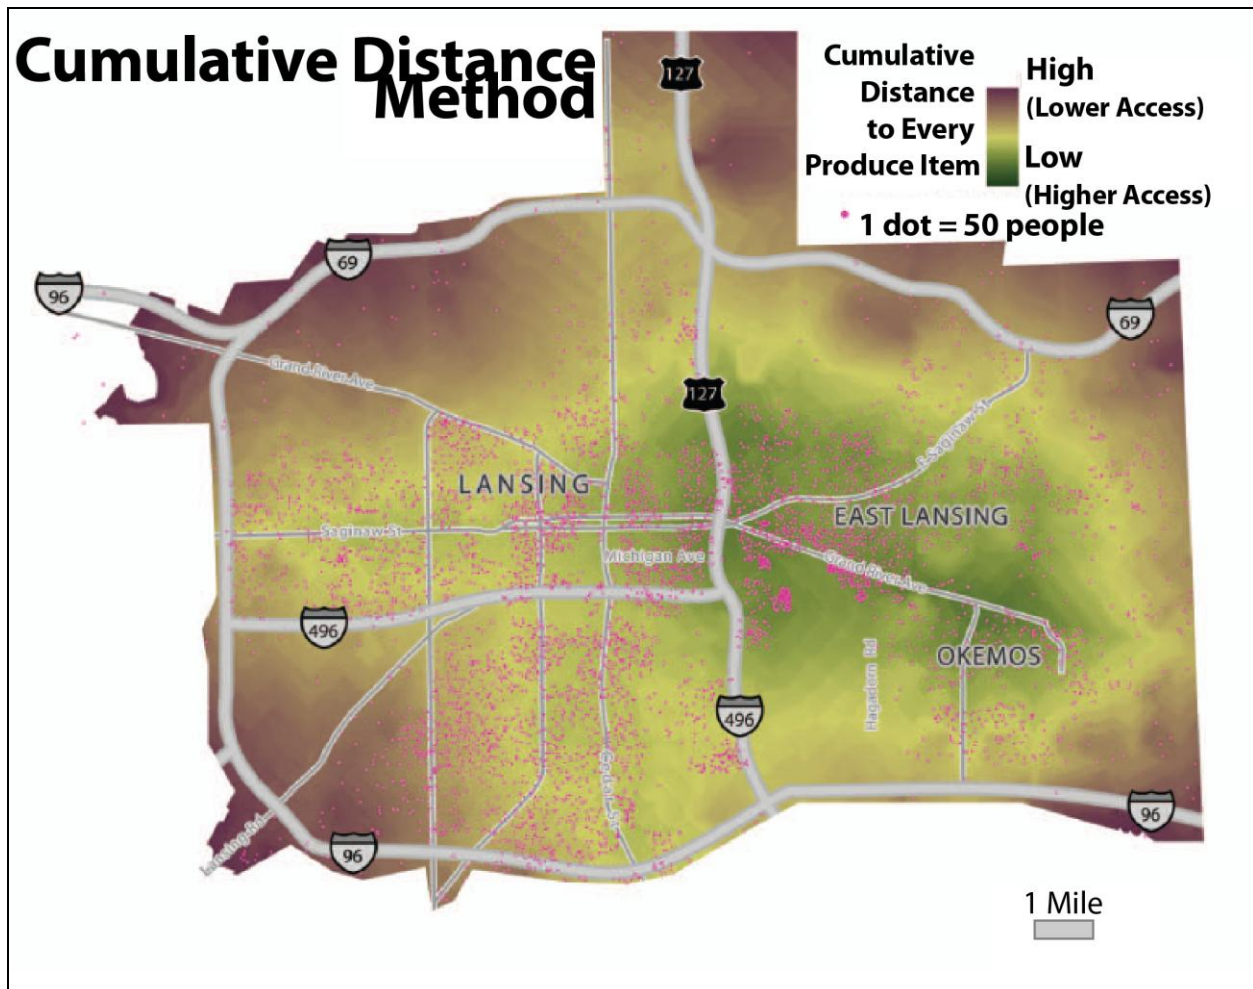 Cumulative Distance
Method
Cumulative
Distance
to Every
Produce Item
High
(Lower Access)
Low
(Higher Access)
1 dot = 50 people
127
69
96
69
Grand River Ave
127
E Saginaw St
LANSING
EAST LANSING
Saginaw St
Michigan Ave
Grand River Ave
496
OKEMOS
Hagadorn Rd
496
Cedar St
Lansing Rd
96
96
1 Mile